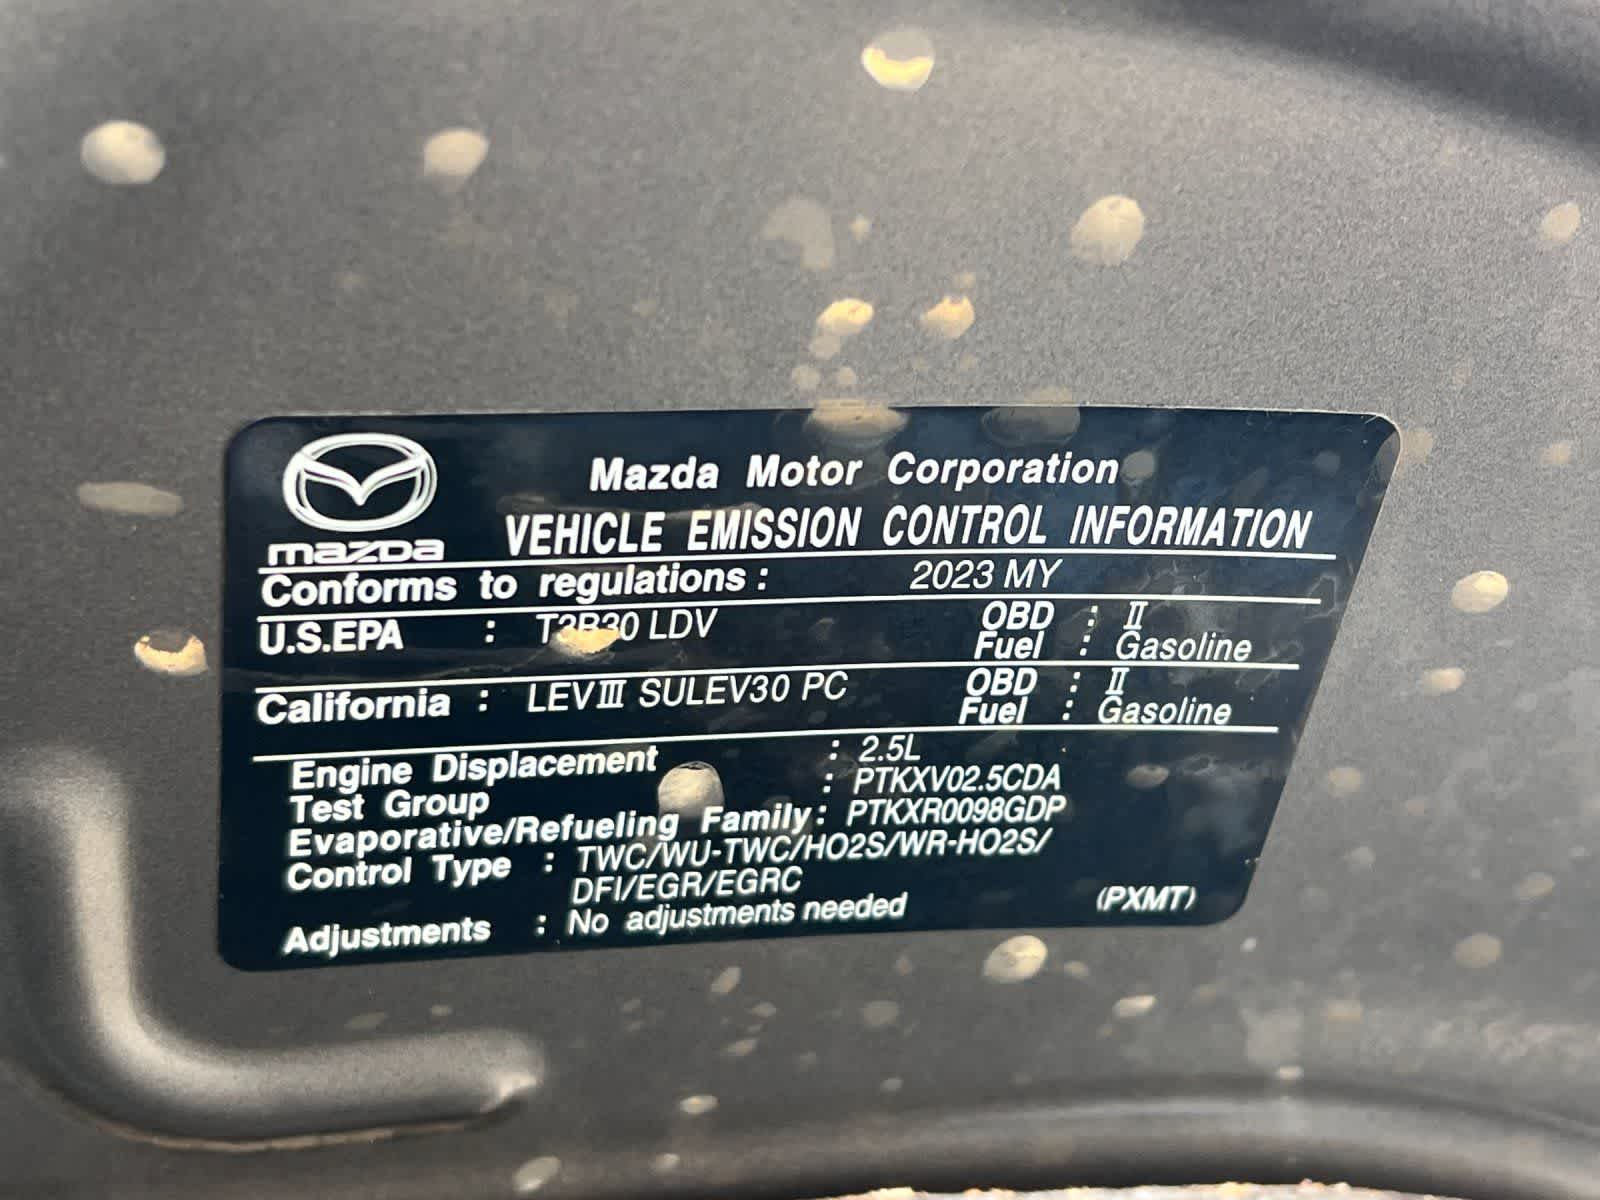 mazda
Mazda Motor Corporation
VEHICLE EMISSION CONTROL INFORMATION
Conforms to regulations : 2023 MY
U.S.EPA : T3B30 LDV OBD : Ⅱ
Fuel : Gasoline
California : LEVⅢ SULEV30 PC OBD : Ⅱ
Fuel : Gasoline
Engine Displacement : 2.5L
Test Group : PTKXV02.5CDA
Evaporative/Refueling Family : PTKXR0098GDP
Control Type : TWC/WU-TWC/HO2S/WR-HO2S/
DFI/EGR/EGRC
Adjustments : No adjustments needed (PXMT)